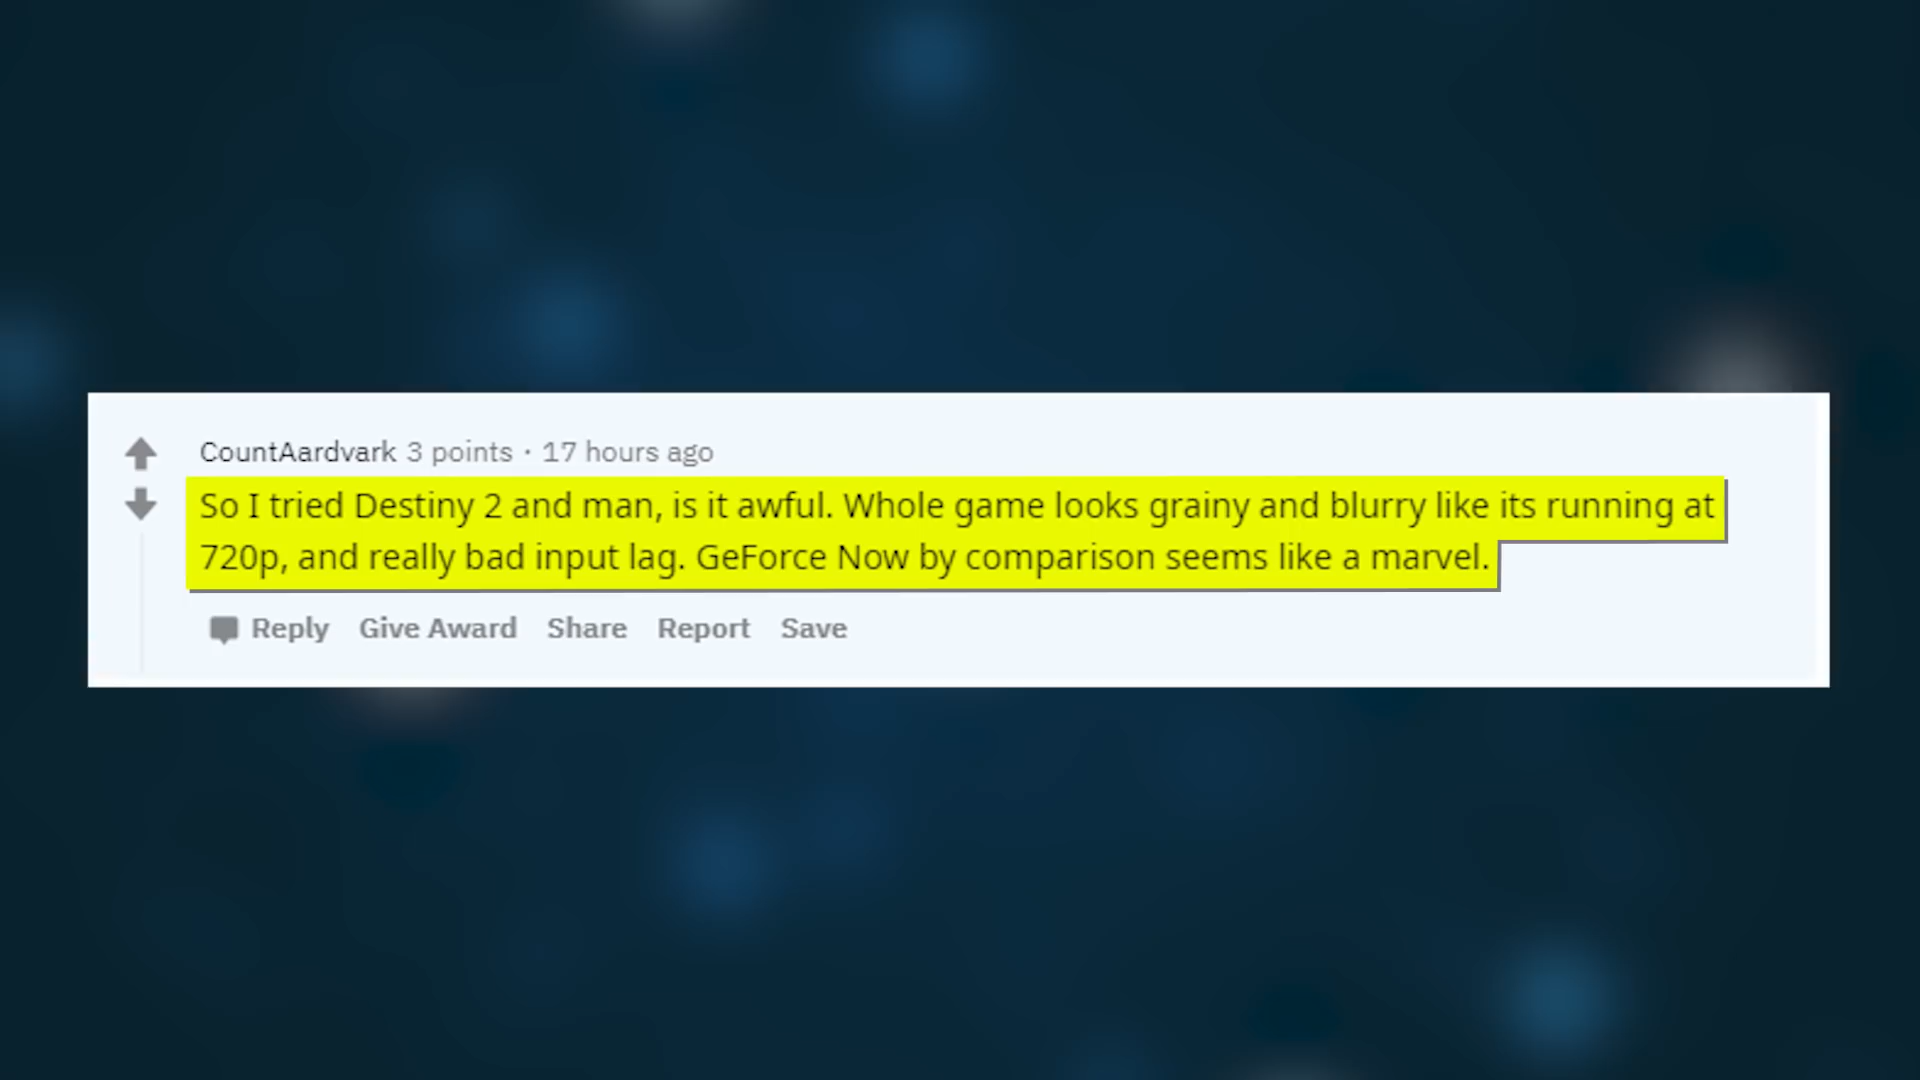 CountAardvark 3 points · 17 hours ago
So I tried Destiny 2 and man, is it awful. Whole game looks grainy and blurry like its running at
720p, and really bad input lag. GeForce Now by comparison seems like a marvel.
Reply Give Award Share Report Save